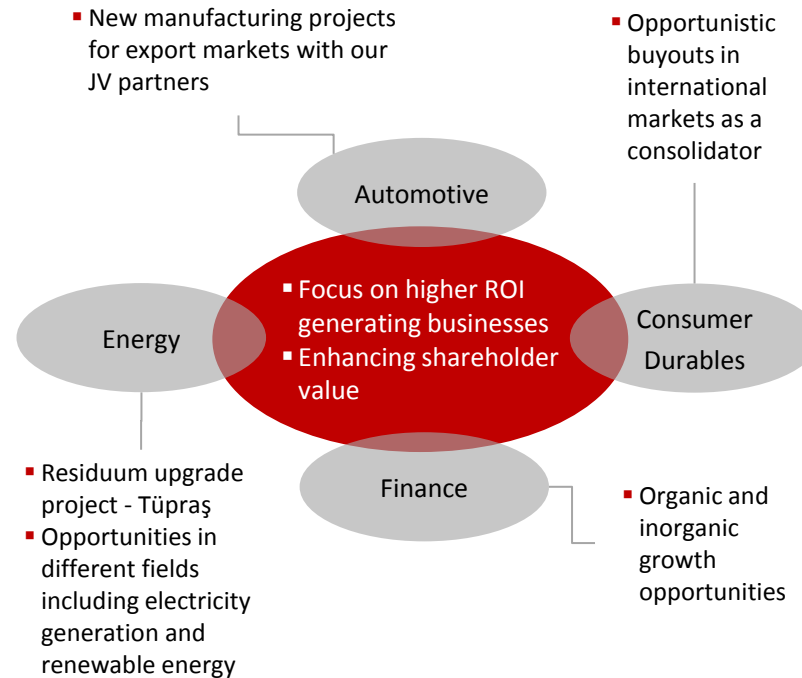 ▪ New manufacturing projects
for export markets with our
JV partners
▪ Opportunistic
buyouts in
international
markets as a
consolidator
Automotive
▪ Focus on higher ROI
generating businesses
▪ Enhancing shareholder
value
Energy
Consumer
Durables
Finance
▪ Residuum upgrade
project - Tüpraş
▪ Opportunities in
different fields
including electricity
generation and
renewable energy
▪ Organic and
inorganic
growth
opportunities